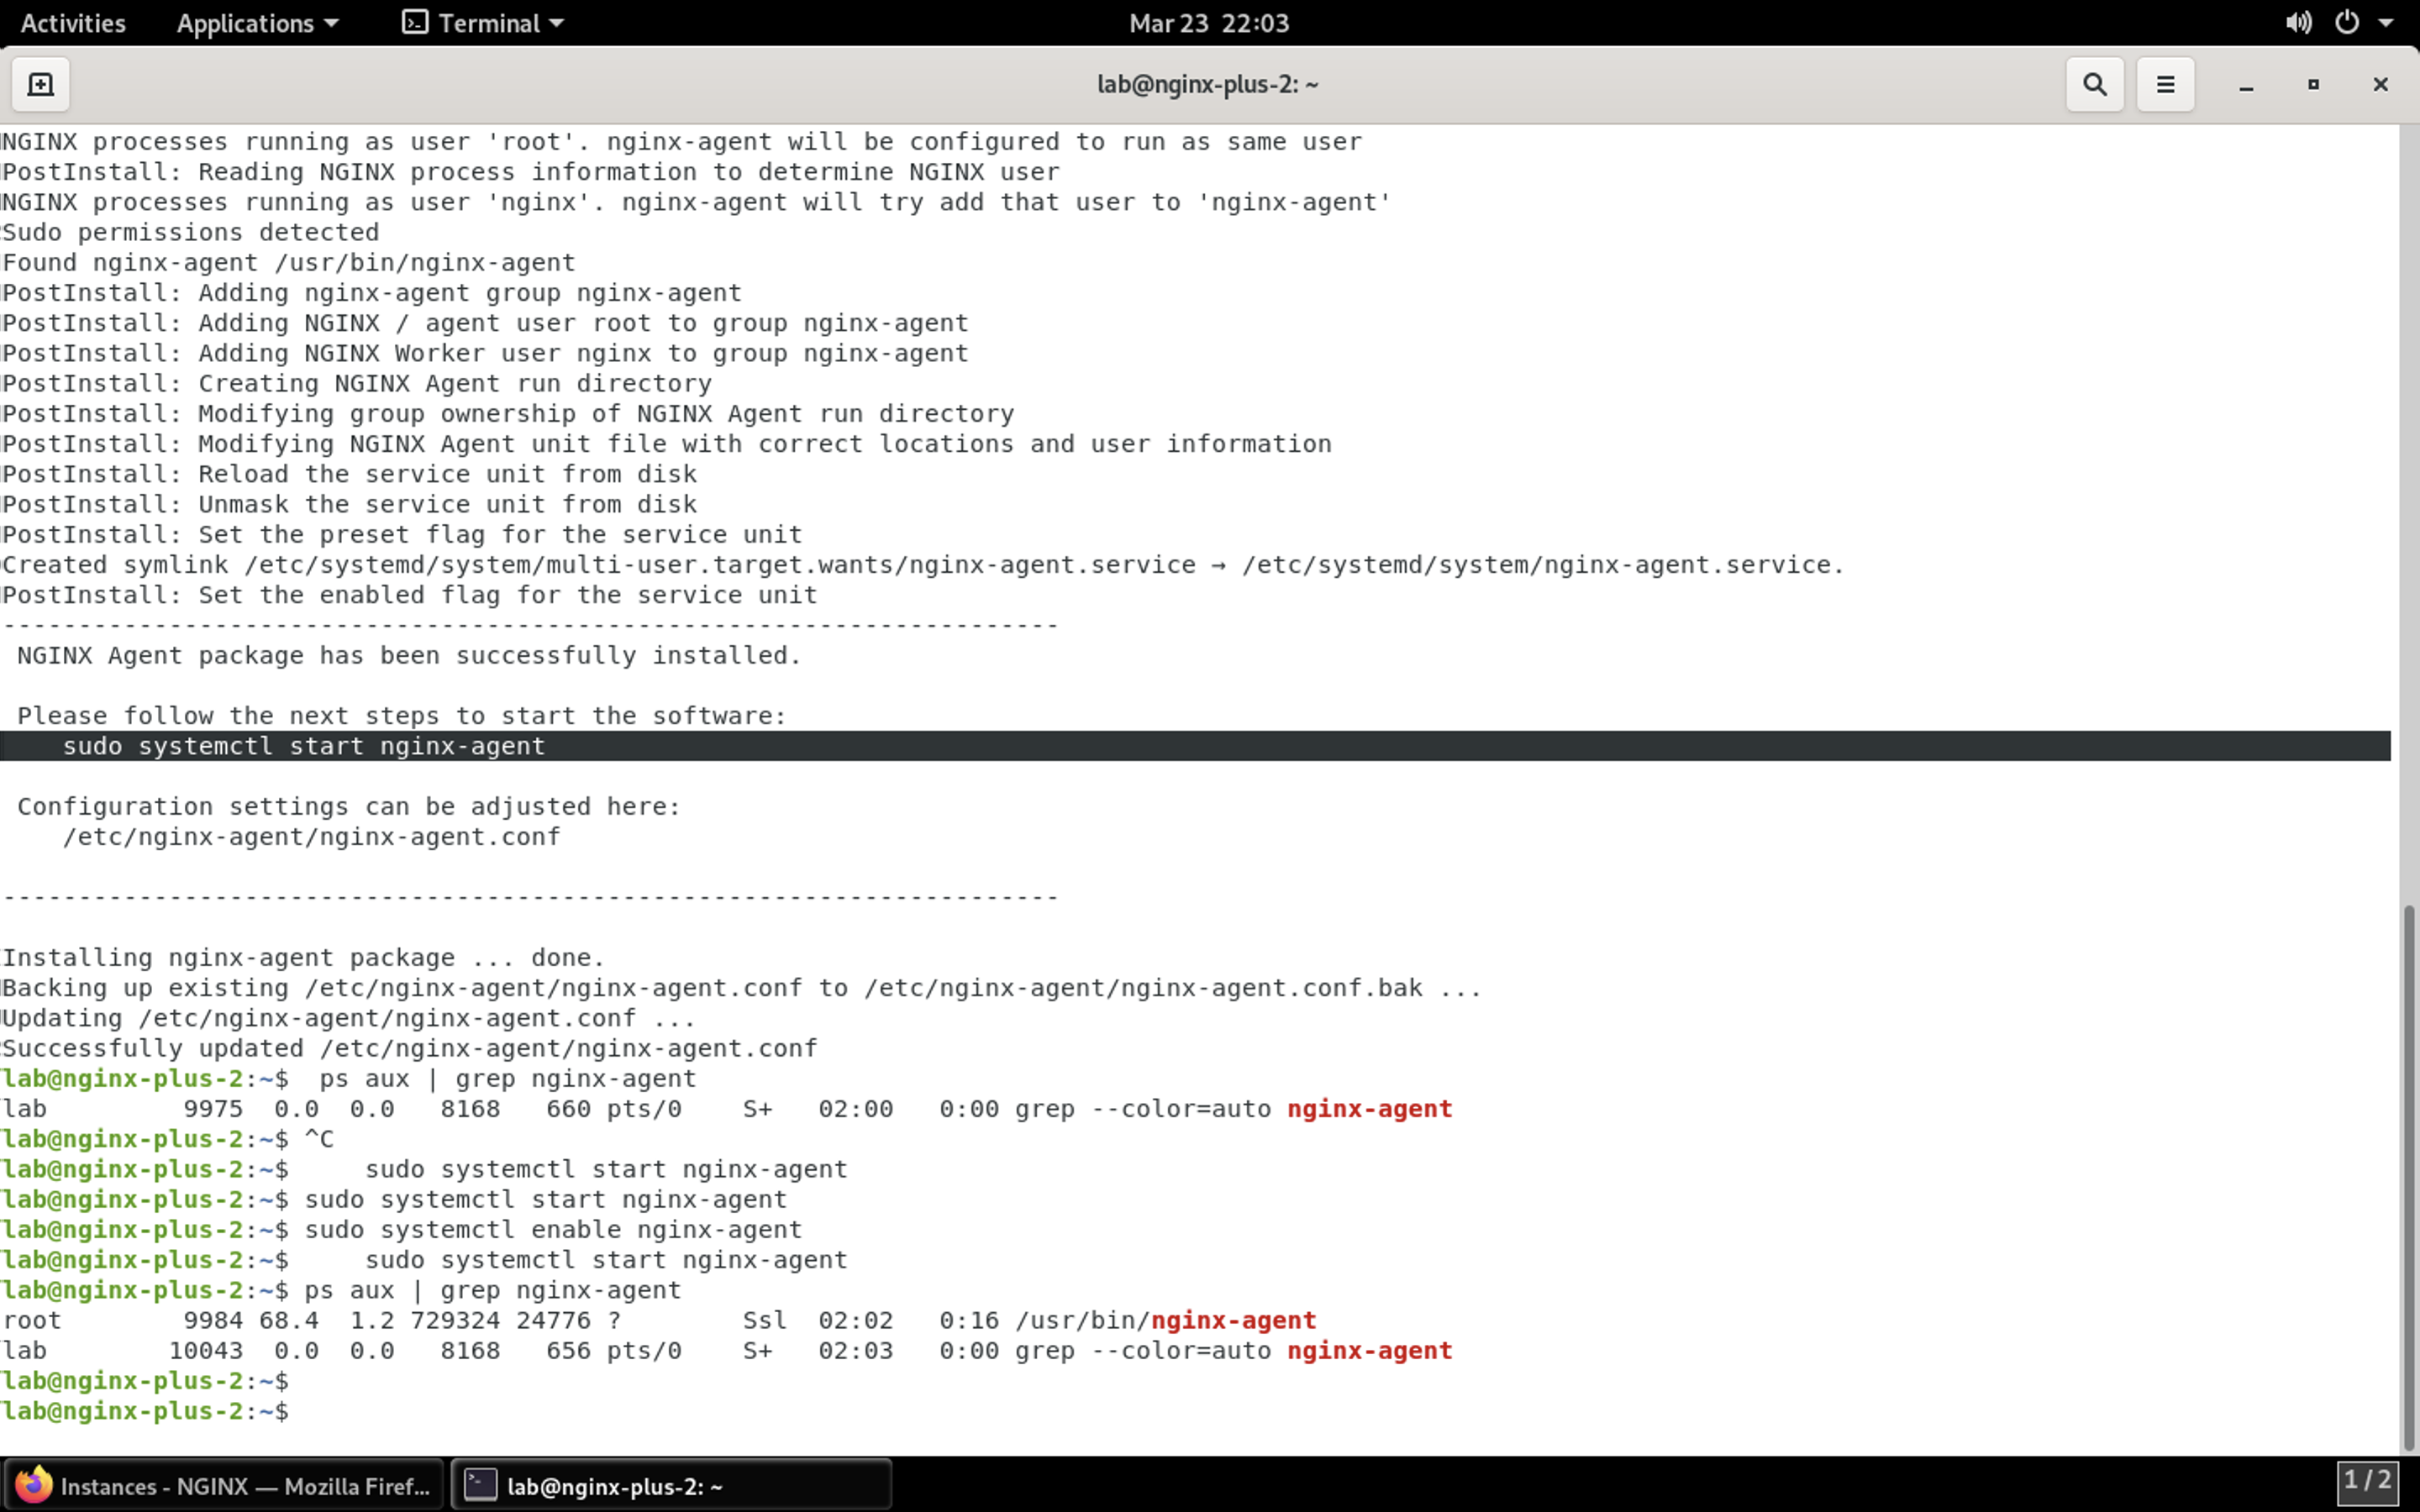 Activities Applications Terminal Mar 23 22:03
lab@nginx-plus-2: ~
NGINX processes running as user 'root'. nginx-agent will be configured to run as same user
PostInstall: Reading NGINX process information to determine NGINX user
NGINX processes running as user 'nginx'. nginx-agent will try add that user to 'nginx-agent'
Sudo permissions detected
Found nginx-agent /usr/bin/nginx-agent
PostInstall: Adding nginx-agent group nginx-agent
PostInstall: Adding NGINX / agent user root to group nginx-agent
PostInstall: Adding NGINX Worker user nginx to group nginx-agent
PostInstall: Creating NGINX Agent run directory
PostInstall: Modifying group ownership of NGINX Agent run directory
PostInstall: Modifying NGINX Agent unit file with correct locations and user information
PostInstall: Reload the service unit from disk
PostInstall: Unmask the service unit from disk
PostInstall: Set the preset flag for the service unit
Created symlink /etc/systemd/system/multi-user.target.wants/nginx-agent.service → /etc/systemd/system/nginx-agent.service.
PostInstall: Set the enabled flag for the service unit
----------------------------------------------------------------------
NGINX Agent package has been successfully installed.
Please follow the next steps to start the software:
sudo systemctl start nginx-agent
Configuration settings can be adjusted here:
/etc/nginx-agent/nginx-agent.conf
----------------------------------------------------------------------
Installing nginx-agent package ... done.
Backing up existing /etc/nginx-agent/nginx-agent.conf to /etc/nginx-agent/nginx-agent.conf.bak ...
Updating /etc/nginx-agent/nginx-agent.conf ...
Successfully updated /etc/nginx-agent/nginx-agent.conf
lab@nginx-plus-2:~$  ps aux | grep nginx-agent
lab         9975  0.0  0.0   8168   660 pts/0    S+   02:00   0:00 grep --color=auto nginx-agent
lab@nginx-plus-2:~$ ^C
lab@nginx-plus-2:~$     sudo systemctl start nginx-agent
lab@nginx-plus-2:~$ sudo systemctl start nginx-agent
lab@nginx-plus-2:~$ sudo systemctl enable nginx-agent
lab@nginx-plus-2:~$     sudo systemctl start nginx-agent
lab@nginx-plus-2:~$ ps aux | grep nginx-agent
root        9984 68.4  1.2 729324 24776 ?        Ssl  02:02   0:16 /usr/bin/nginx-agent
lab        10043  0.0  0.0   8168   656 pts/0    S+   02:03   0:00 grep --color=auto nginx-agent
lab@nginx-plus-2:~$
lab@nginx-plus-2:~$
Instances - NGINX — Mozilla Firef... lab@nginx-plus-2: ~ 1 / 2